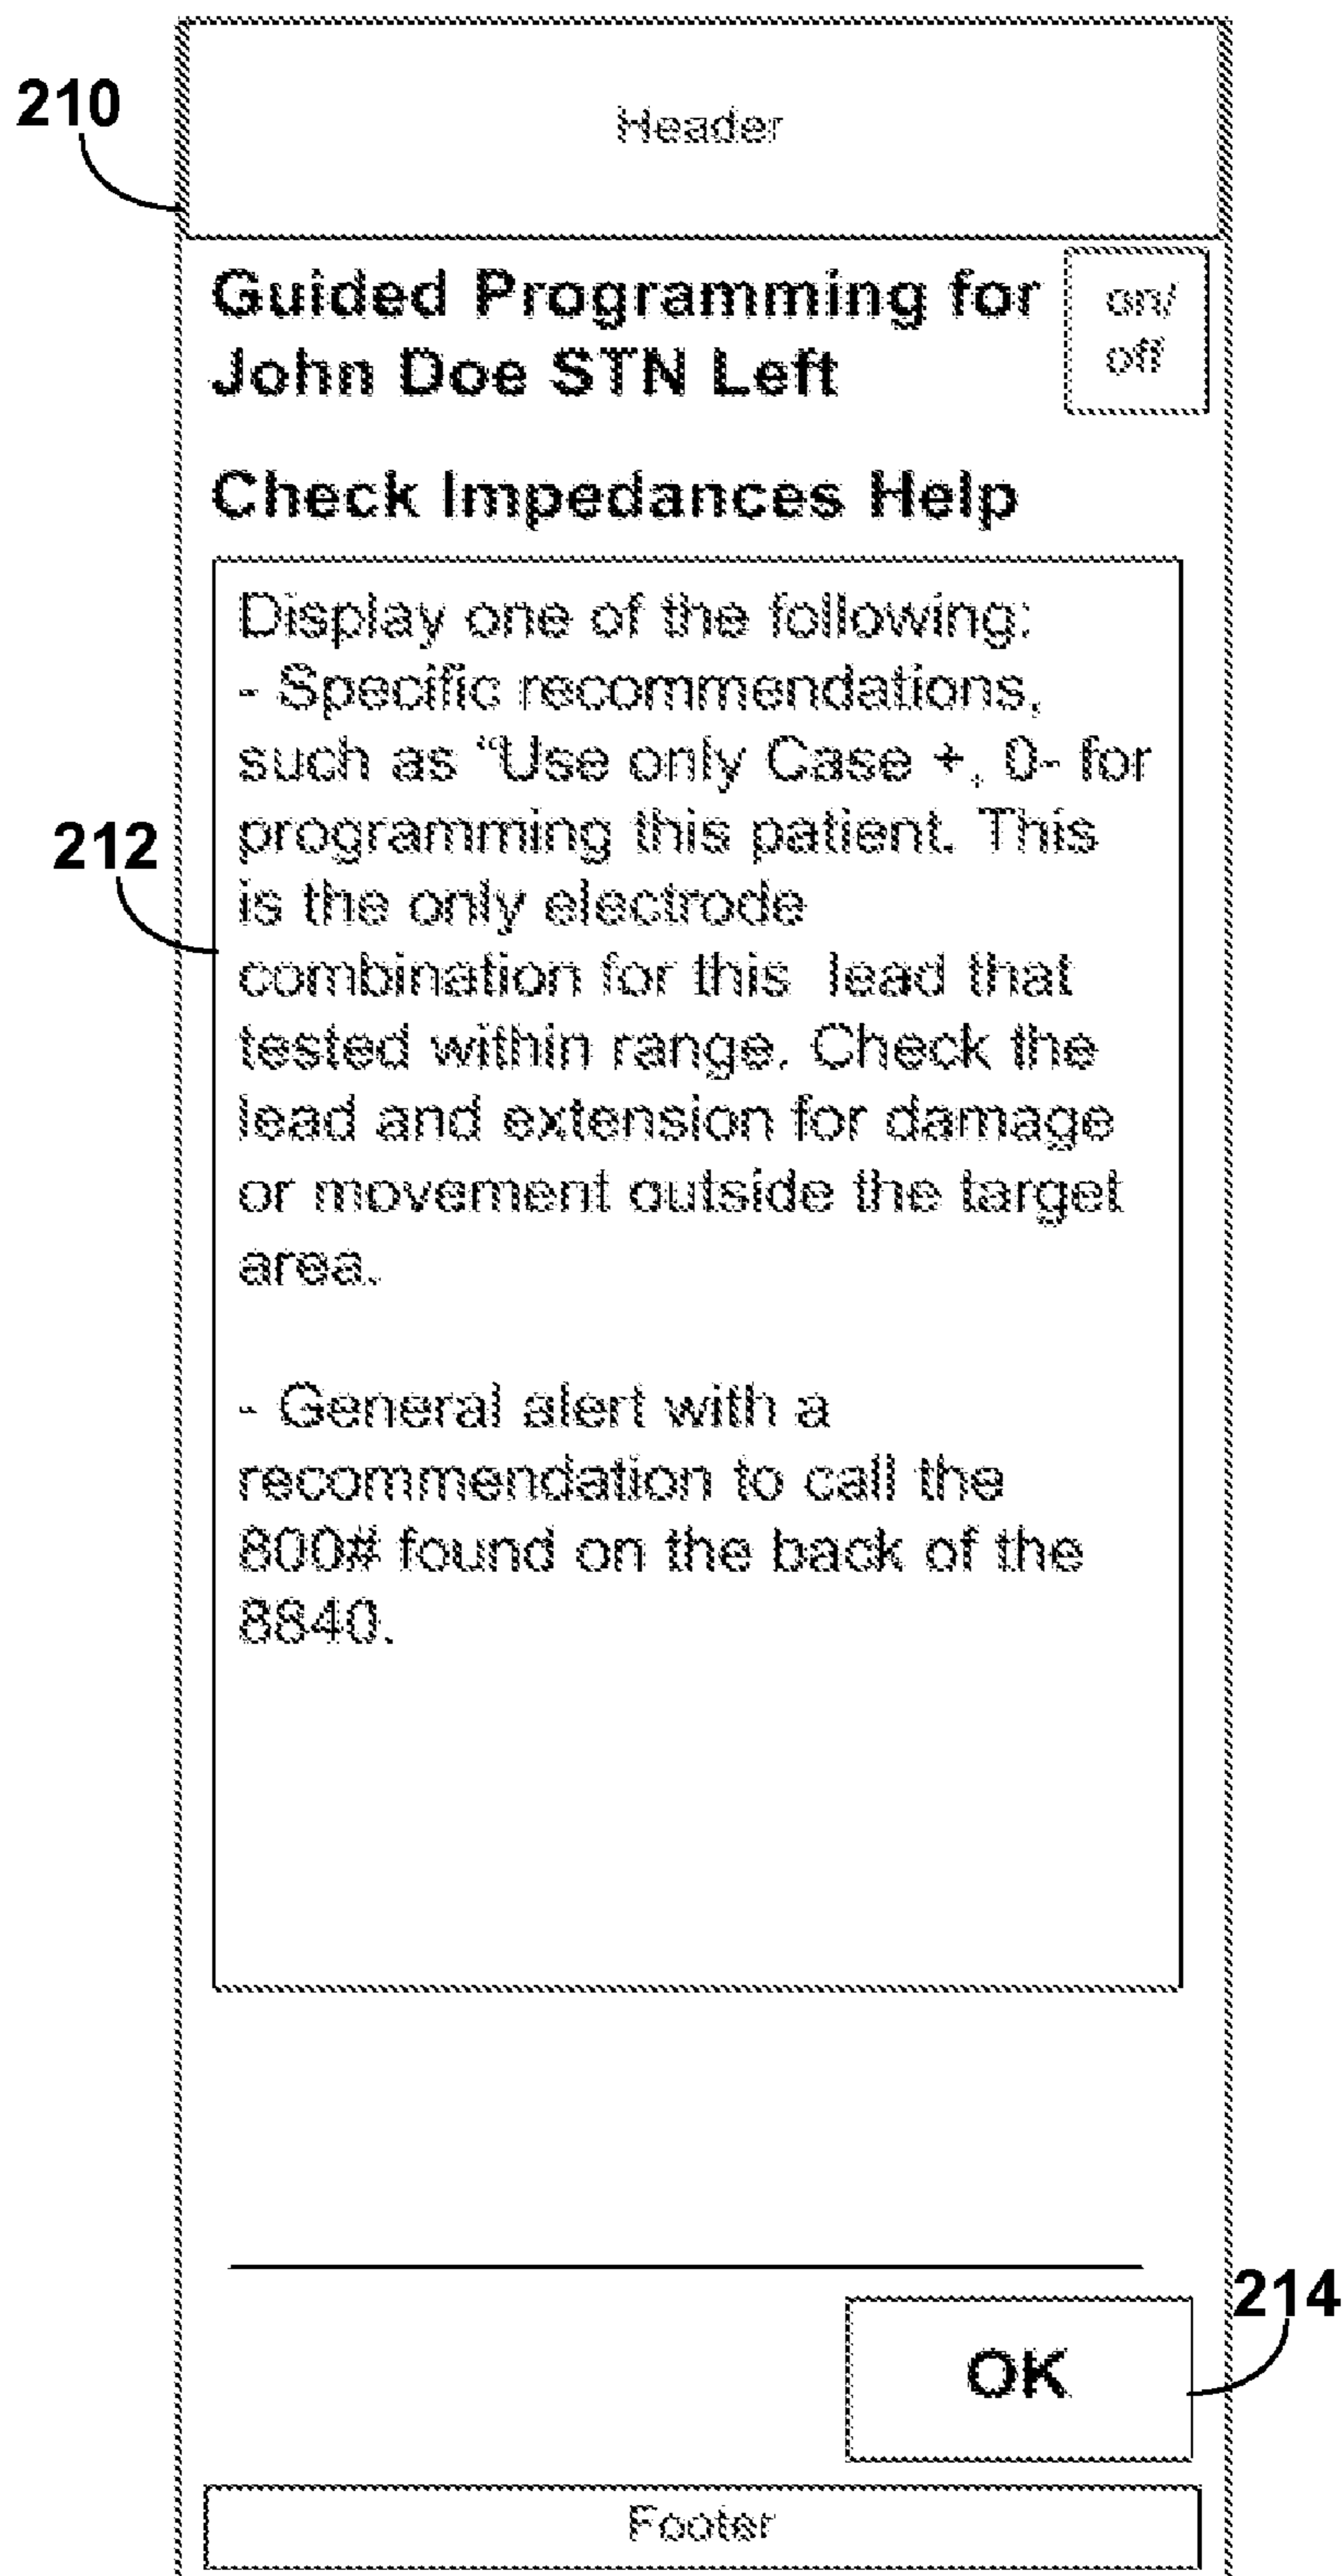 210
Header
Guided Programming for
John Doe STN Left
on/
off
Check Impedances Help
Display one of the following:
- Specific recommendations,
such as “Use only Case +, 0- for
programming this patient. This
is the only electrode
combination for this lead that
tested within range. Check the
lead and extension for damage
or movement outside the target
area.
- General alert with a
recommendation to call the
800# found on the back of the
8840.
212
OK
214
Footer